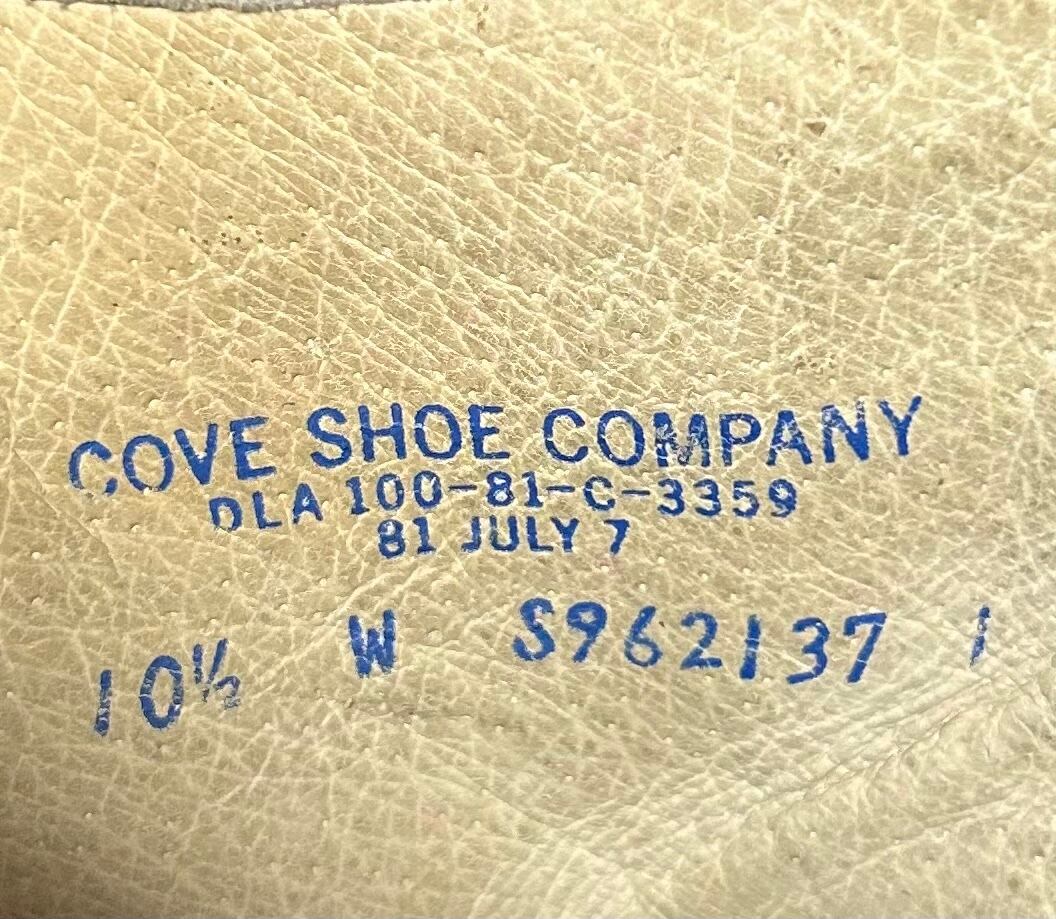 COVE SHOE COMPANY
DLA 100-81-C-3359
81 JULY 7
10½ W S962137 1